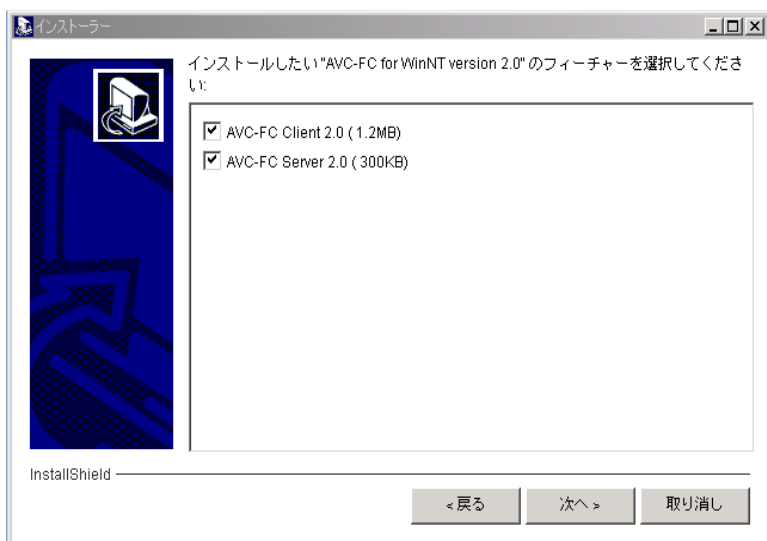 インストーラー
インストールしたい "AVC-FC for WinNT version 2.0" のフィーチャーを選択してくださ
い:
AVC-FC Client 2.0 ( 1.2MB)
AVC-FC Server 2.0 ( 300KB)
InstallShield
< 戻る
次へ >
取り消し